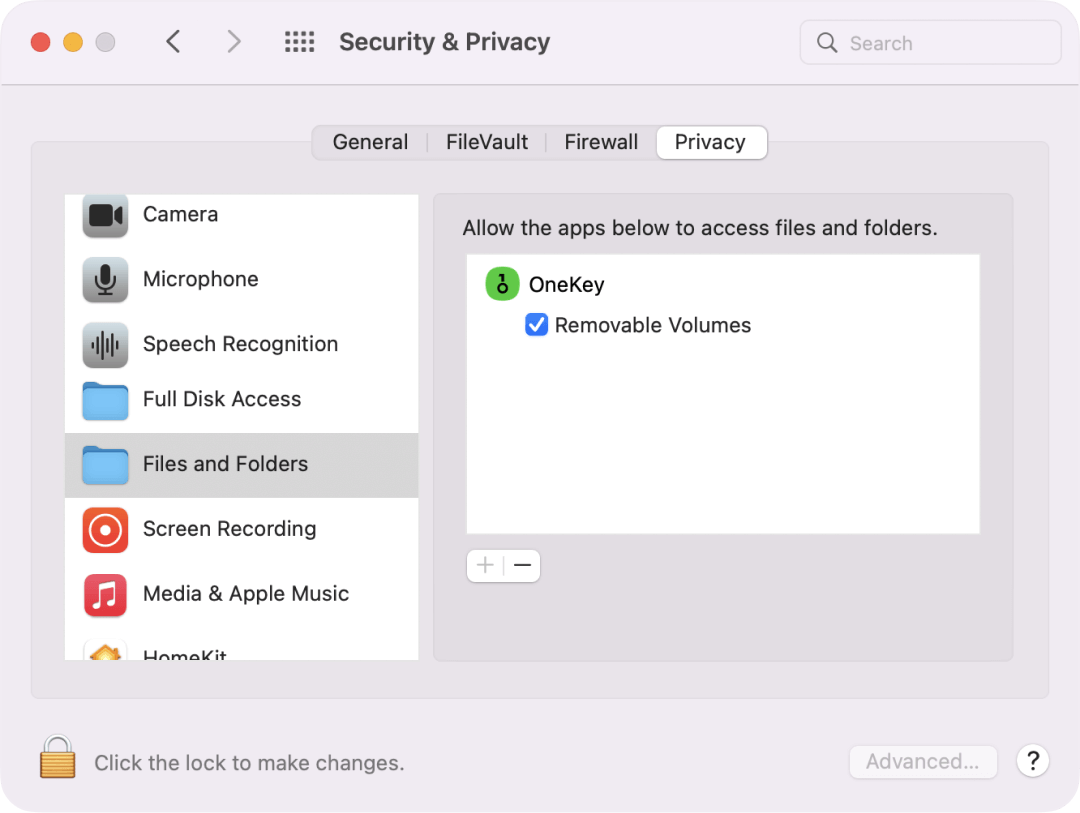 Security & Privacy
Search
General
FileVault
Firewall
Privacy
Camera
Microphone
Speech Recognition
Full Disk Access
Files and Folders
Screen Recording
Media & Apple Music
HomeKit
Allow the apps below to access files and folders.
OneKey
Removable Volumes
Click the lock to make changes.
Advanced...
?